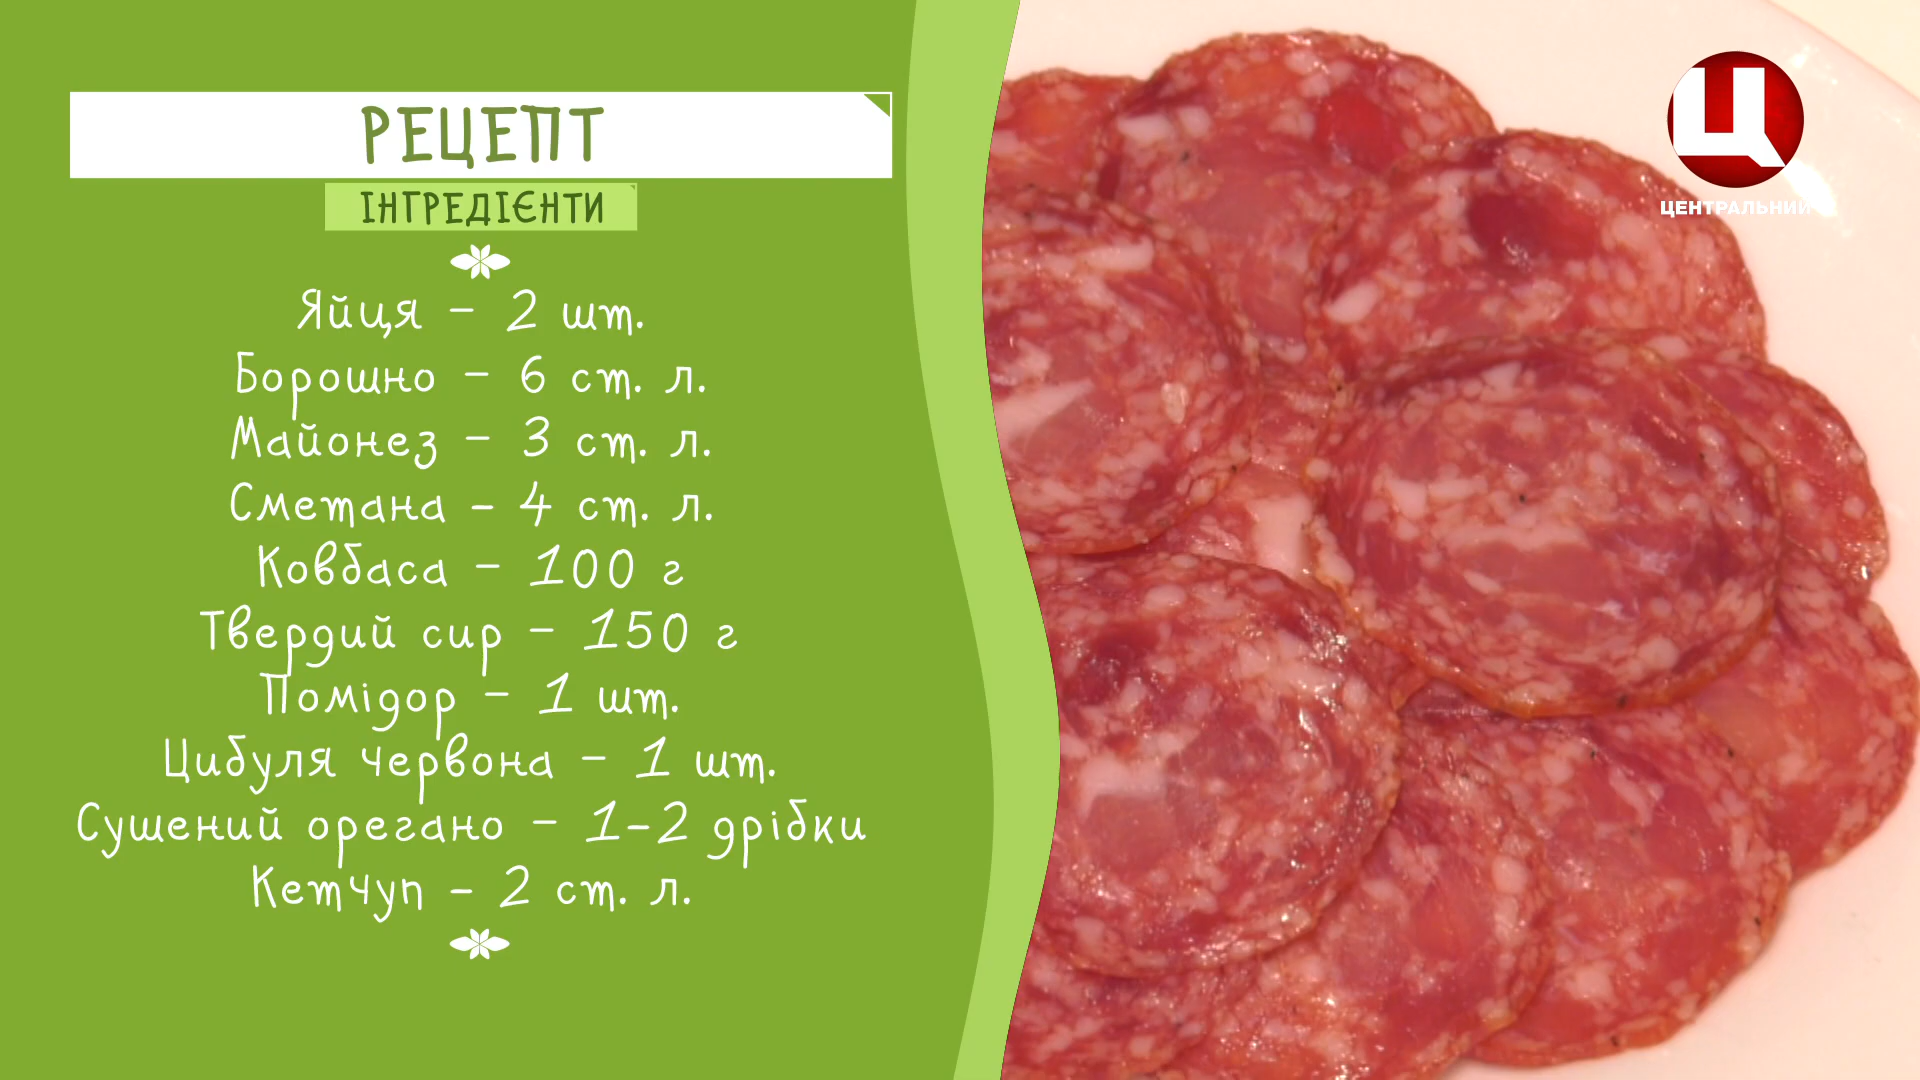 РЕЦЕПТ
ІНГРЕДІЄНТИ
Яйця – 2 шт.
Борошно – 6 ст. л.
Майонез – 3 ст. л.
Сметана – 4 ст. л.
Ковбаса – 100 г
Твердий сир – 150 г
Помідор – 1 шт.
Цибуля червона – 1 шт.
Сушений орегано – 1-2 дрібки
Кетчуп – 2 ст. л.
Ц
ЦЕНТРАЛЬНИЙ